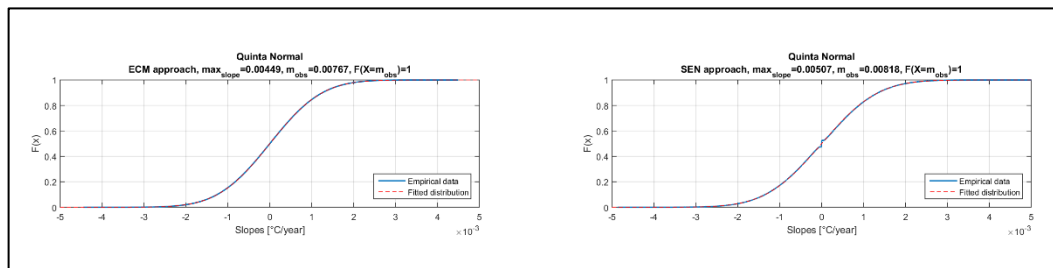 Quinta Normal
ECM approach, max_slope=0.00449, m_obs=0.00767, F(X=m_obs)=1
F(x)
1
0.8
0.6
0.4
0.2
0
Empirical data
Fitted distribution
-5 -4 -3 -2 -1 0 1 2 3 4 5
Slopes [°C/year]
×10^-3
Quinta Normal
SEN approach, max_slope=0.00507, m_obs=0.00818, F(X=m_obs)=1
F(x)
1
0.8
0.6
0.4
0.2
0
Empirical data
Fitted distribution
-5 -4 -3 -2 -1 0 1 2 3 4 5
Slopes [°C/year]
×10^-3